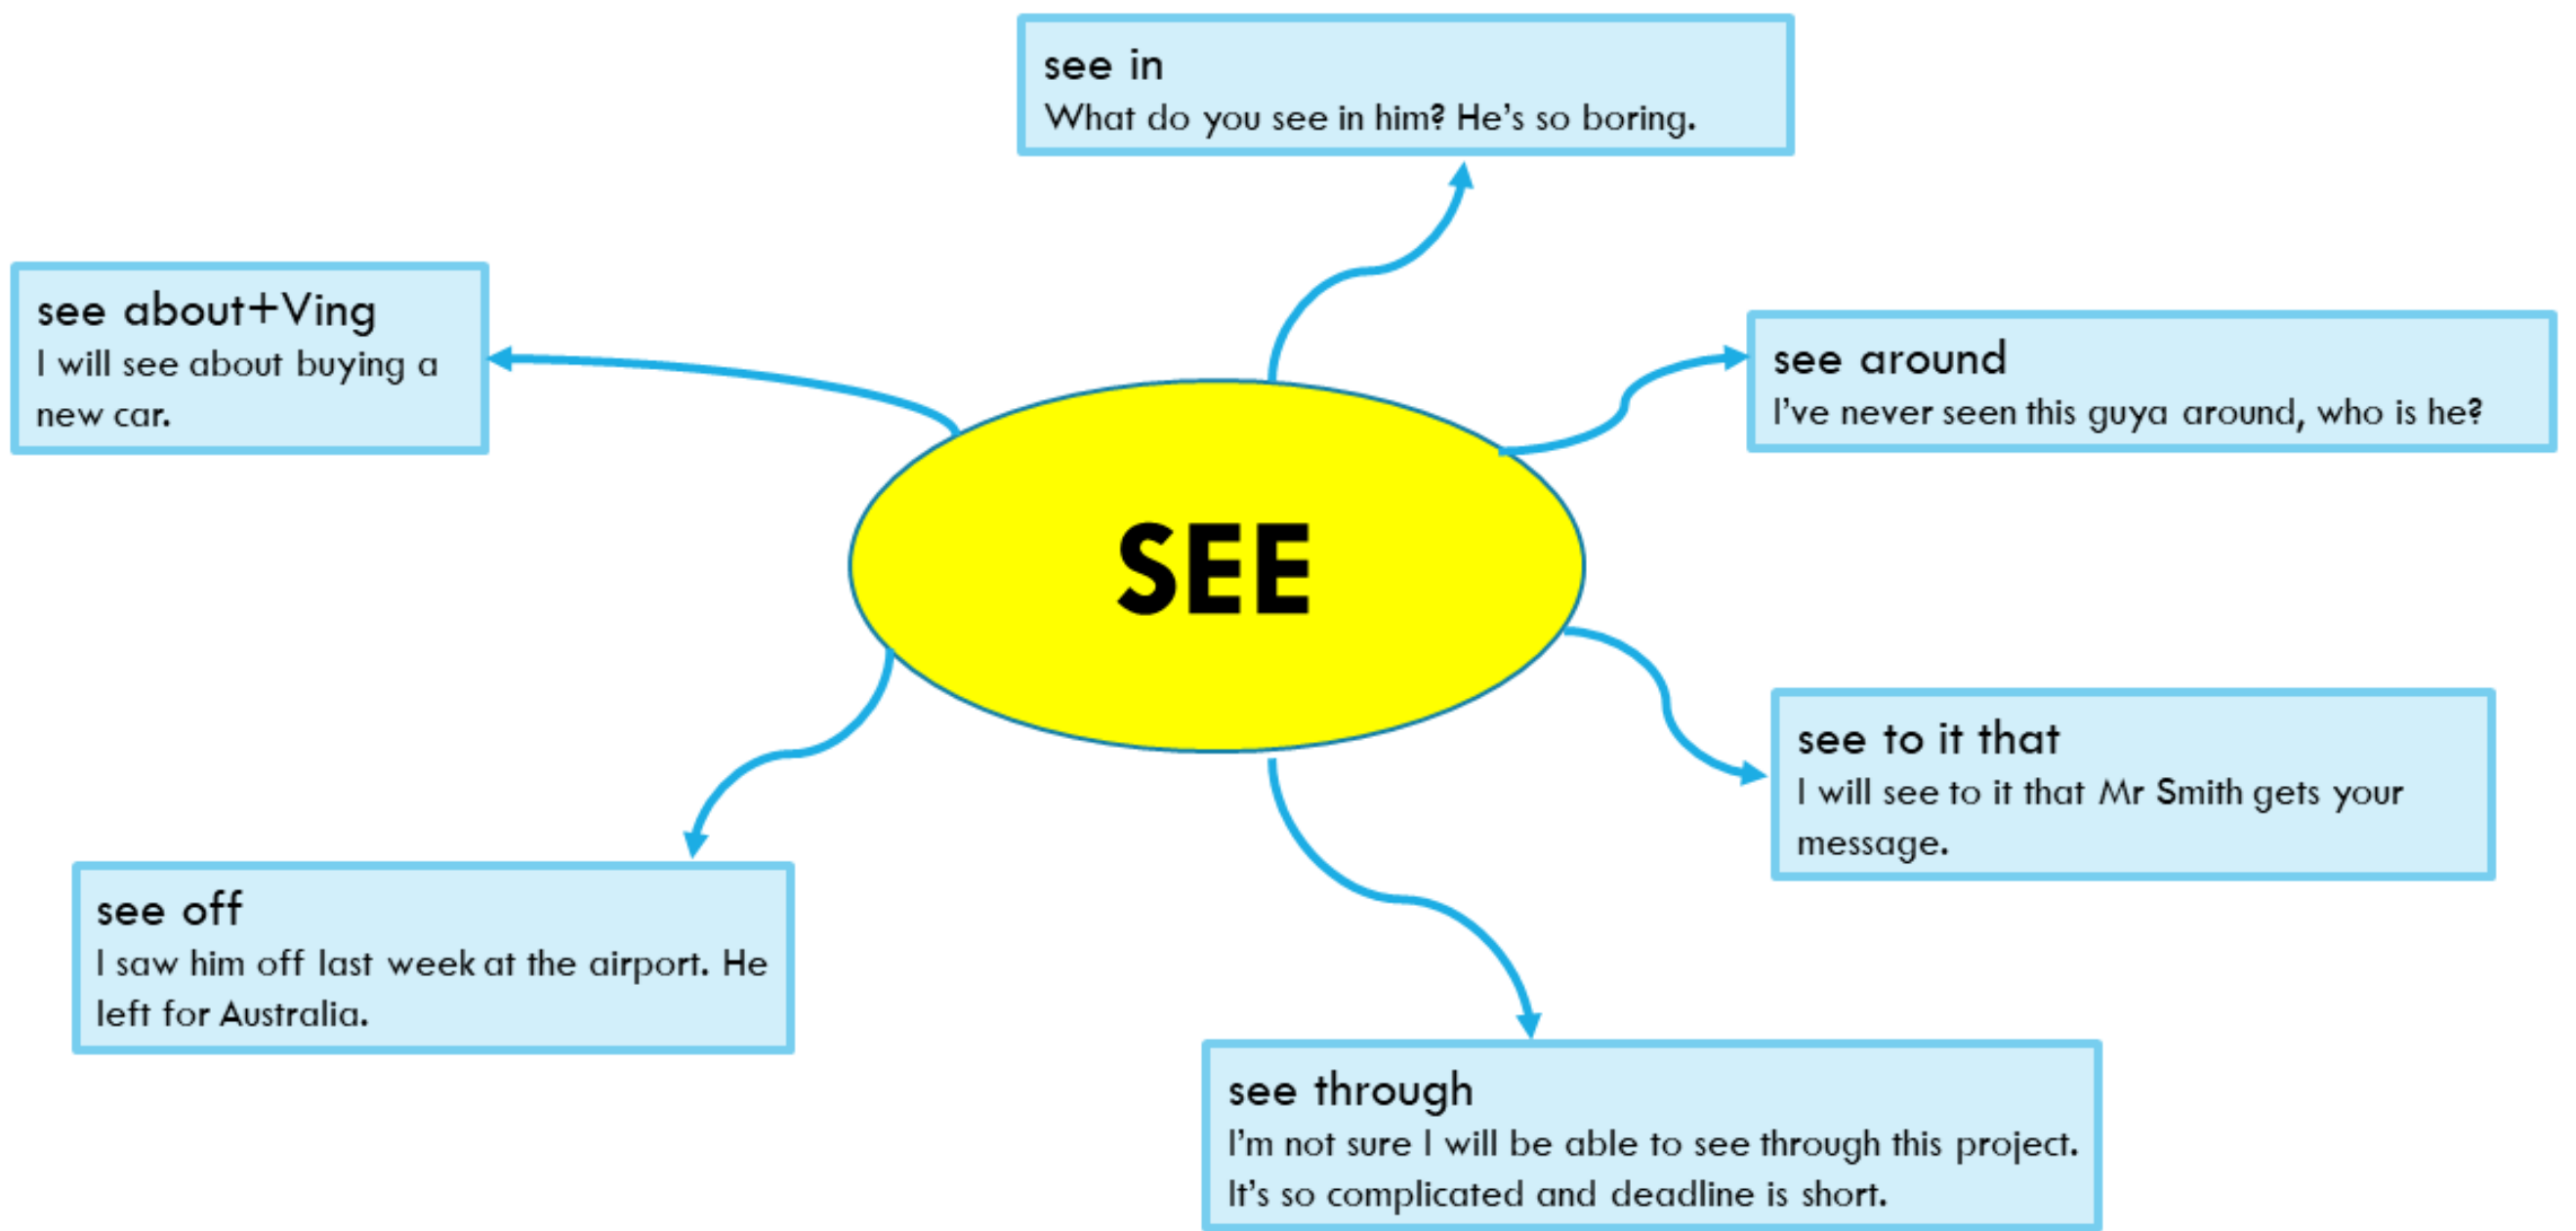 see in
What do you see in him? He's so boring.
see about+Ving
I will see about buying a
new car.
see around
I've never seen this guya around, who is he?
SEE
see to it that
I will see to it that Mr Smith gets your
message.
see off
I saw him off last week at the airport. He
left for Australia.
see through
I'm not sure I will be able to see through this project.
It's so complicated and deadline is short.